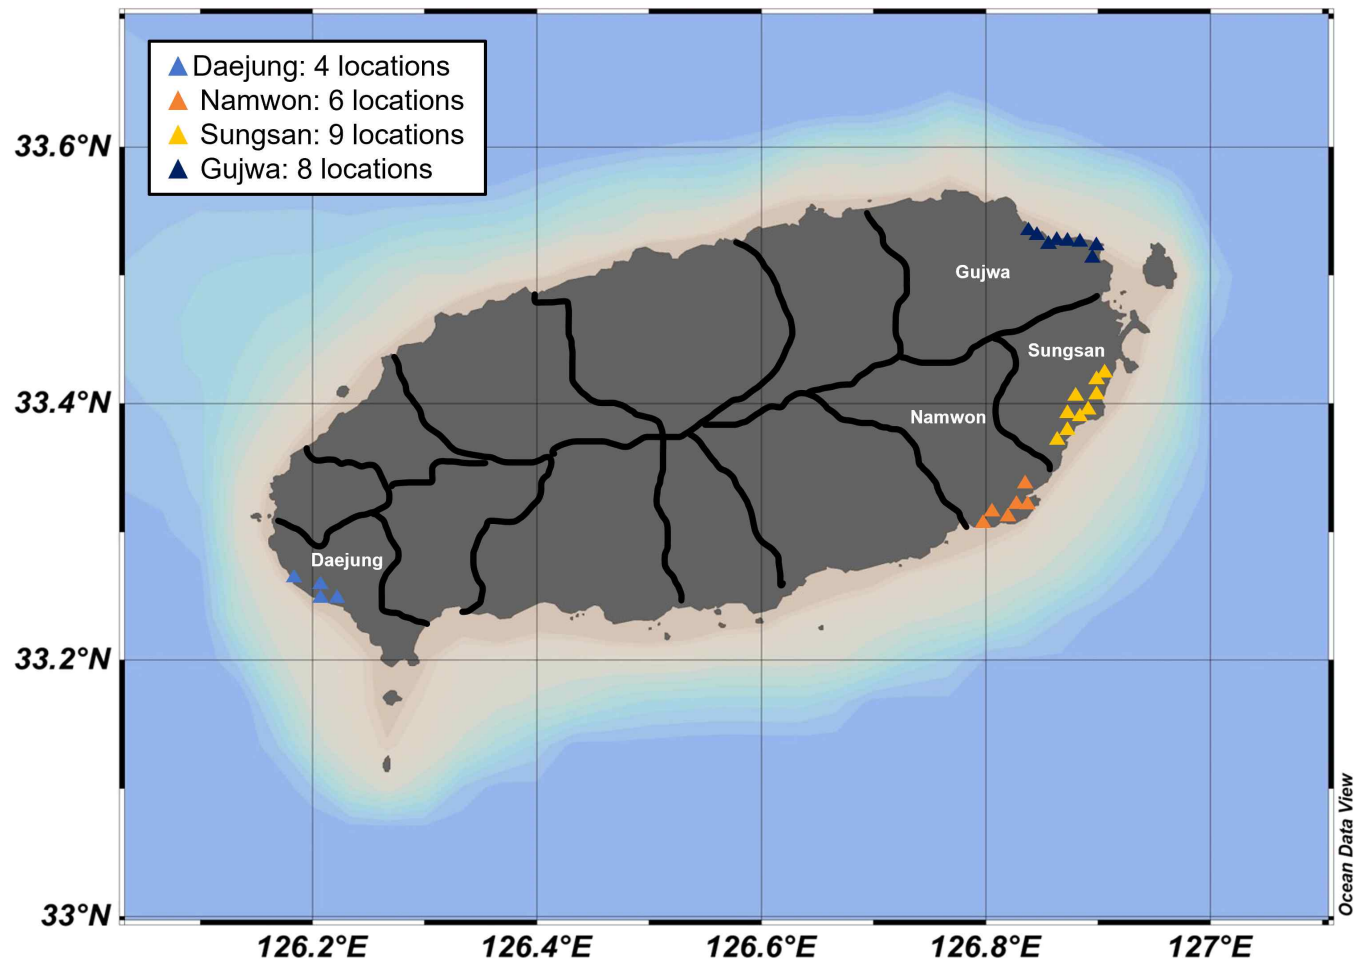 Daejung: 4 locations
Namwon: 6 locations
Sungsan: 9 locations
Gujwa: 8 locations
33.6°N
33.4°N
33.2°N
33°N
Gujwa
Sungsan
Namwon
Daejung
126.2°E
126.4°E
126.6°E
126.8°E
127°E
Ocean Data View